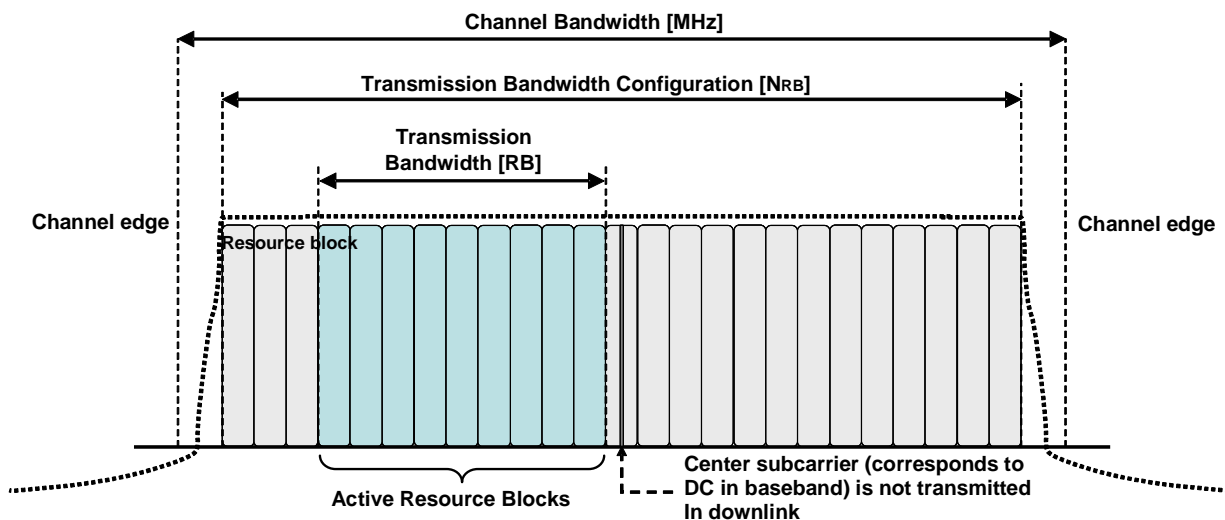 Channel Bandwidth [MHz]
Transmission Bandwidth Configuration [NRB]
Transmission
Bandwidth [RB]
Channel edge
Channel edge
Resource block
Active Resource Blocks
Center subcarrier (corresponds to
DC in baseband) is not transmitted
In downlink